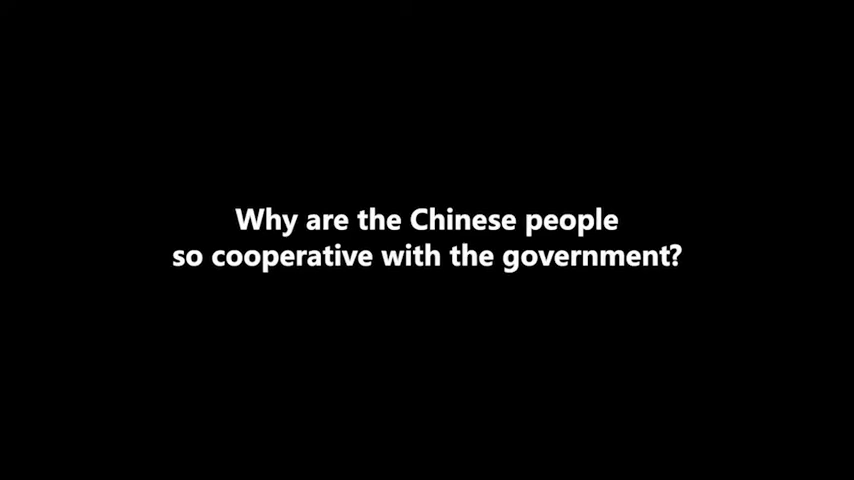 Why are the Chinese people
so cooperative with the government?